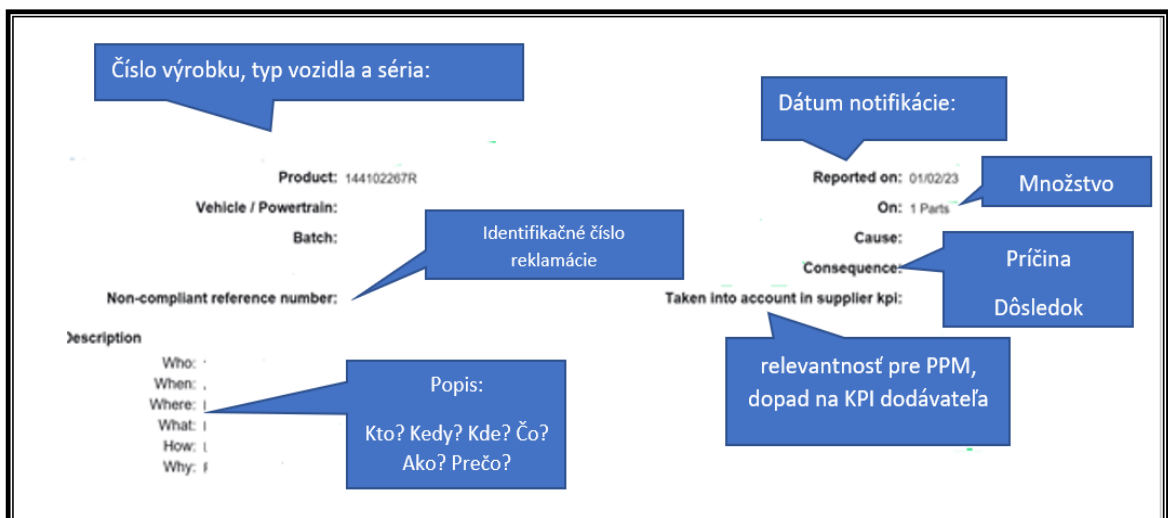 Číslo výrobku, typ vozidla a séria:
Dátum notifikácie:
Product: 144102267R
Vehicle / Powertrain:
Batch:
Identifikačné číslo
reklamácie
Non-compliant reference number:
Reported on: 01/02/23
On: 1 Parts
Množstvo
Cause:
Consequence:
Príčina
Dôsledok
Taken into account in supplier kpi:
relevantnosť pre PPM,
dopad na KPI dodávateľa
Description
Who:
When:
Where:
What:
How:
Why:
Popis:
Kto? Kedy? Kde? Čo?
Ako? Prečo?